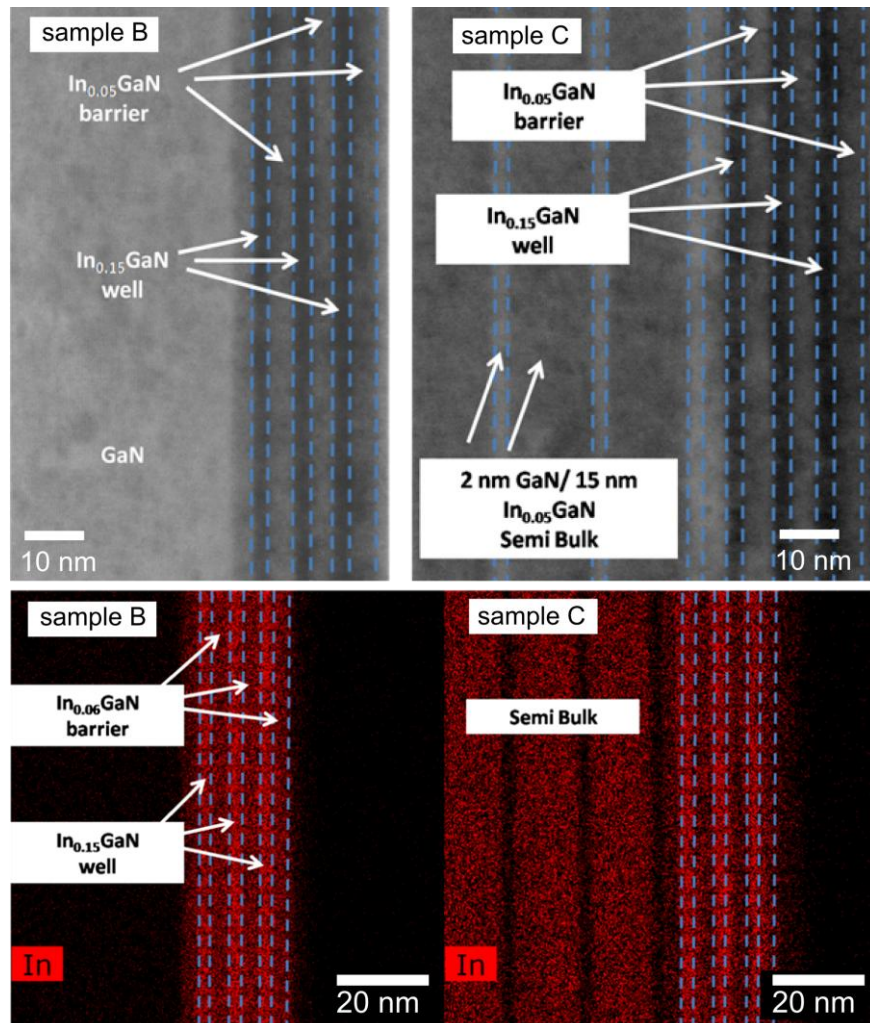 sample B
In₀.₀₅GaN
barrier
In₀.₁₅GaN
well
GaN
10 nm
sample C
In₀.₀₅GaN
barrier
In₀.₁₅GaN
well
2 nm GaN/ 15 nm
In₀.₀₅GaN
Semi Bulk
10 nm
sample B
In₀.₀₆GaN
barrier
In₀.₁₅GaN
well
In
20 nm
sample C
Semi Bulk
In
20 nm